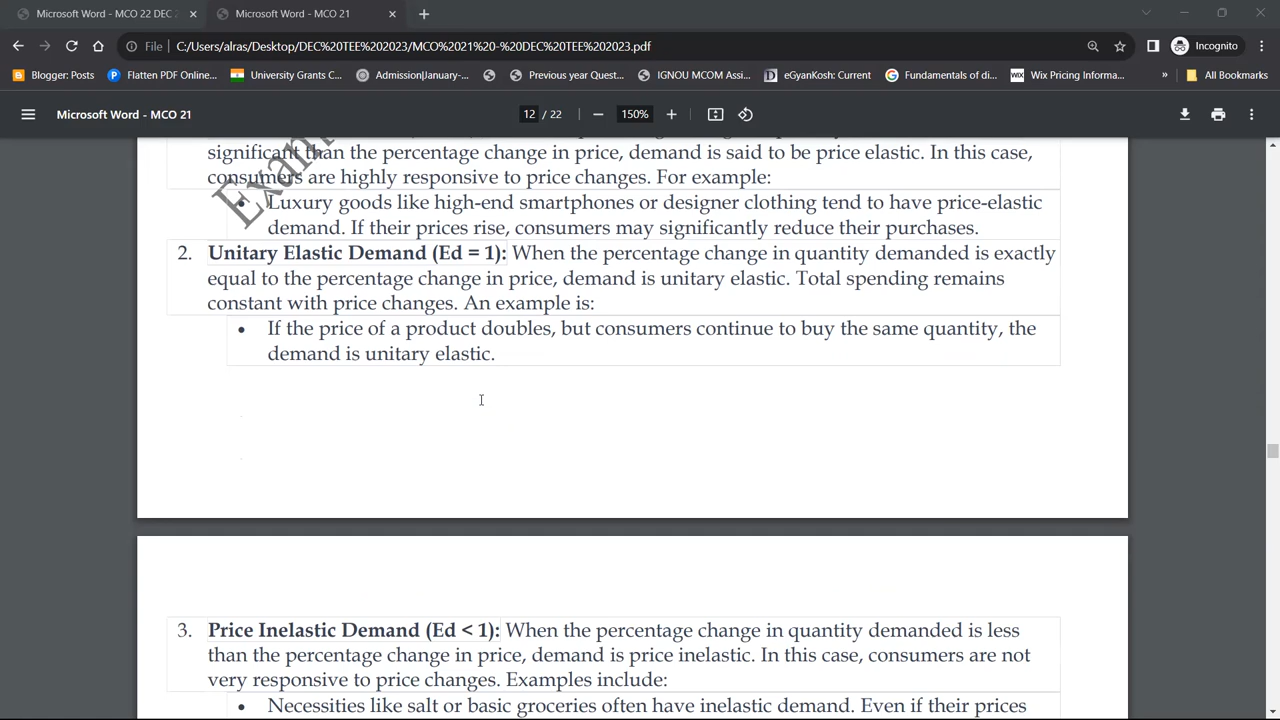 Microsoft Word - MCO 22 DEC
Microsoft Word - MCO 21
File
C:/Users/alras/Desktop/DEC%20TEE%202023/MCO%2021%20-%20DEC%20TEE%202023.pdf
Incognito
Blogger: Posts
Flatten PDF Online...
University Grants C...
Admission|January-...
Previous year Quest...
IGNOU MCOM Assi...
eGyanKosh: Current
Fundamentals of di...
Wix Pricing Informa...
»
All Bookmarks
Microsoft Word - MCO 21
12 / 22
150%
Exam
significant than the percentage change in price, demand is said to be price elastic. In this case,
consumers are highly responsive to price changes. For example:
• Luxury goods like high-end smartphones or designer clothing tend to have price-elastic
demand. If their prices rise, consumers may significantly reduce their purchases.
2. Unitary Elastic Demand (Ed = 1): When the percentage change in quantity demanded is exactly
equal to the percentage change in price, demand is unitary elastic. Total spending remains
constant with price changes. An example is:
• If the price of a product doubles, but consumers continue to buy the same quantity, the
demand is unitary elastic.
3. Price Inelastic Demand (Ed < 1): When the percentage change in quantity demanded is less
than the percentage change in price, demand is price inelastic. In this case, consumers are not
very responsive to price changes. Examples include:
• Necessities like salt or basic groceries often have inelastic demand. Even if their prices